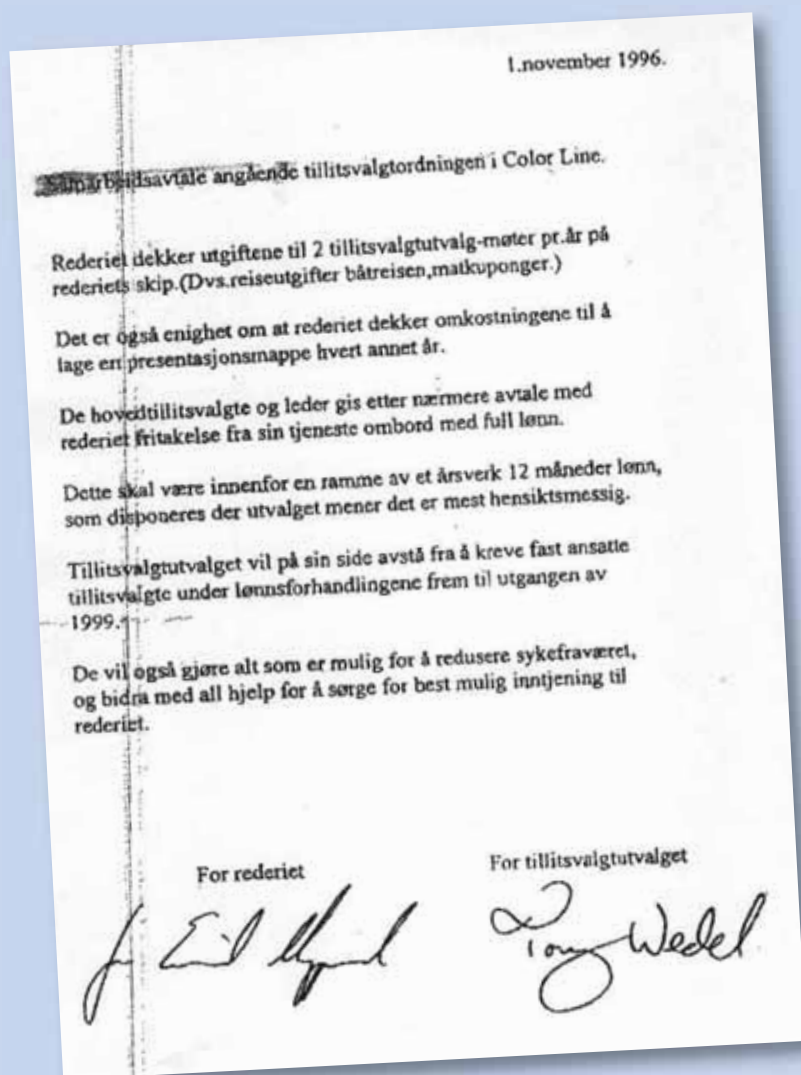 1.november 1996.
Samarbeidsavtale angående tillitsvalgtordningen i Color Line.
Rederiet dekker utgiftene til 2 tillitsvalgtutvalg-møter pr.år på
rederiets skip.(Dvs.reiseutgifter båtreisen,matkuponger.)
Det er også enighet om at rederiet dekker omkostningene til å
lage en presentasjonsmappe hvert annet år.
De hovedtillitsvalgte og leder gis etter nærmere avtale med
rederiet fritakelse fra sin tjeneste ombord med full lønn.
Dette skal være innenfor en ramme av et årsverk 12 måneder lønn,
som disponeres der utvalget mener det er mest hensiktsmessig.
Tillitsvalgtutvalget vil på sin side avstå fra å kreve fast ansatte
tillitsvalgte under lønnsforhandlingene frem til utgangen av
1999.
De vil også gjøre alt som er mulig for å redusere sykefraværet,
og bidra med all hjelp for å sørge for best mulig inntjening til
rederiet.
For rederiet
For tillitsvalgtutvalget
Tony Wedel